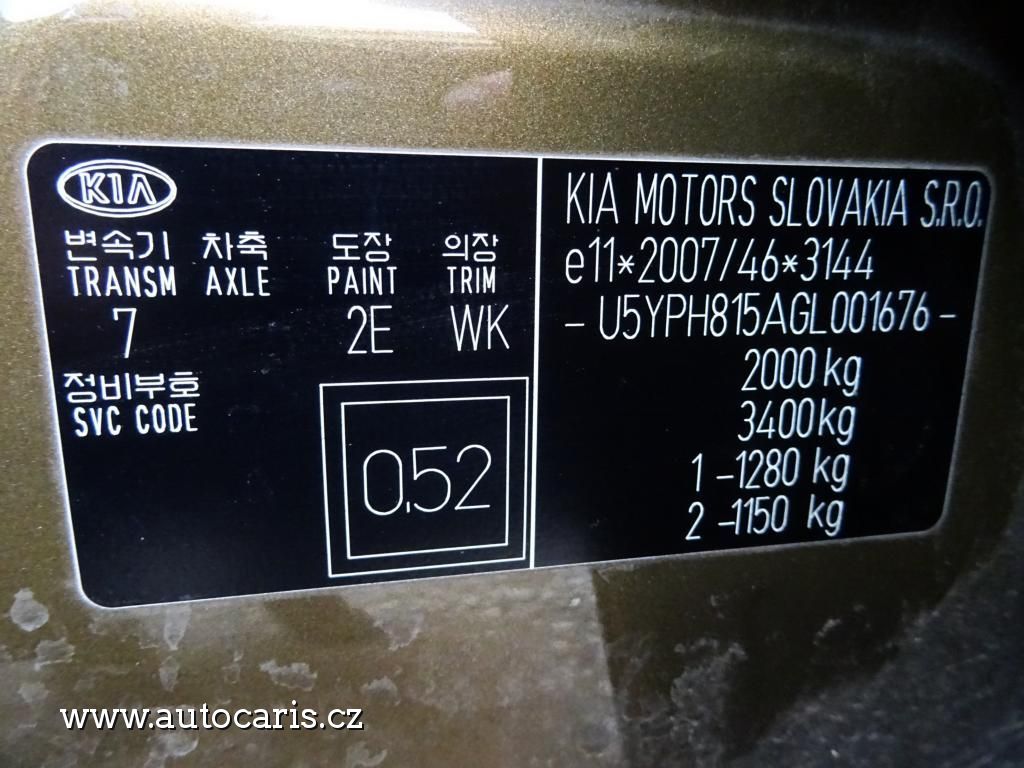 KIA
변속기 차축 도장 의장
TRANSM AXLE PAINT TRIM
7 2E WK
정비부호
SVC CODE
0.52
KIA MOTORS SLOVAKIA S.R.O.
e11*2007/46*3144
- U5YPH815AGL001676 -
2000 kg
3400kg
1 -1280 kg
2 -1150 kg
www.autocaris.cz